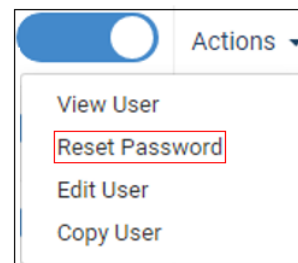 Actions
View User
Reset Password
Edit User
Copy User